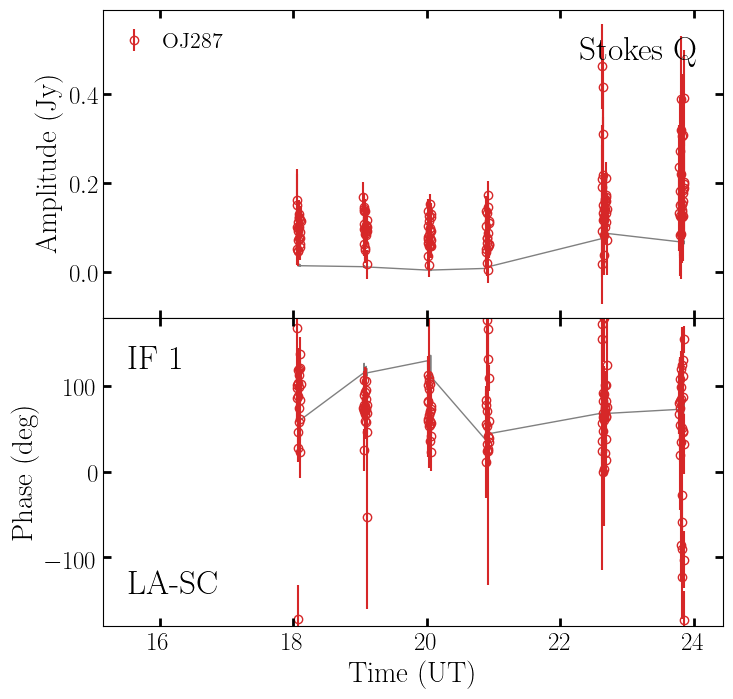 OJ287
Stokes Q
Amplitude (Jy)
0.4
0.2
0.0
IF 1
LA-SC
Phase (deg)
100
0
−100
16 18 20 22 24
Time (UT)